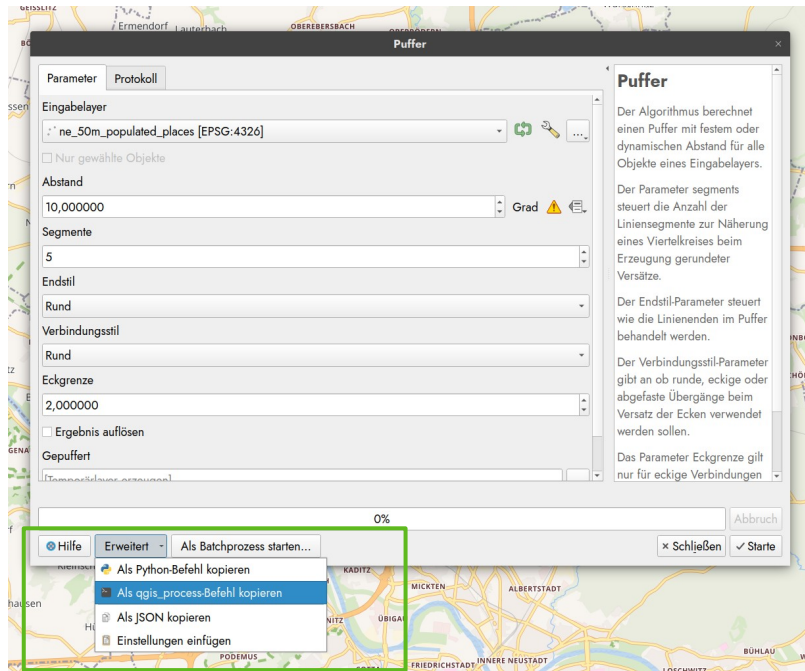 GEISSLITZ
Ermendorf
Lauterbach
OBEREBERSBACH
Puffer
Parameter
Protokoll
Eingabelayer
ne_50m_populated_places [EPSG:4326]
Nur gewählte Objekte
Abstand
10,000000
Grad
Segmente
5
Endstil
Rund
Verbindungsstil
Rund
Eckgrenze
2,000000
Ergebnis auflösen
Gepuffert
[Temporärlayer erzeugen]
Puffer
Der Algorithmus berechnet
einen Puffer mit festem oder
dynamischen Abstand für alle
Objekte eines Eingabelayers.
Der Parameter segments
steuert die Anzahl der
Liniensegmente zur Näherung
eines Viertelkreises beim
Erzeugung gerundeter
Versätze.
Der Endstil-Parameter steuert
wie die Linienenden im Puffer
behandelt werden.
Der Verbindungsstil-Parameter
gibt an ob runde, eckige oder
abgefaste Übergänge beim
Versatz der Ecken verwendet
werden sollen.
Das Parameter Eckgrenze gilt
nur für eckige Verbindungen
0%
Abbruch
Hilfe
Erweitert
Als Batchprozess starten...
Schließen
Starte
Als Python-Befehl kopieren
Als qgis_process-Befehl kopieren
Als JSON kopieren
Einstellungen einfügen
KADITZ
MICKTEN
ALBERTSTADT
ÜBIGAU
PODEMUS
FRIEDRICHSTADT
INNERE NEUSTADT
BÜHLAU
LOSCHWITZ